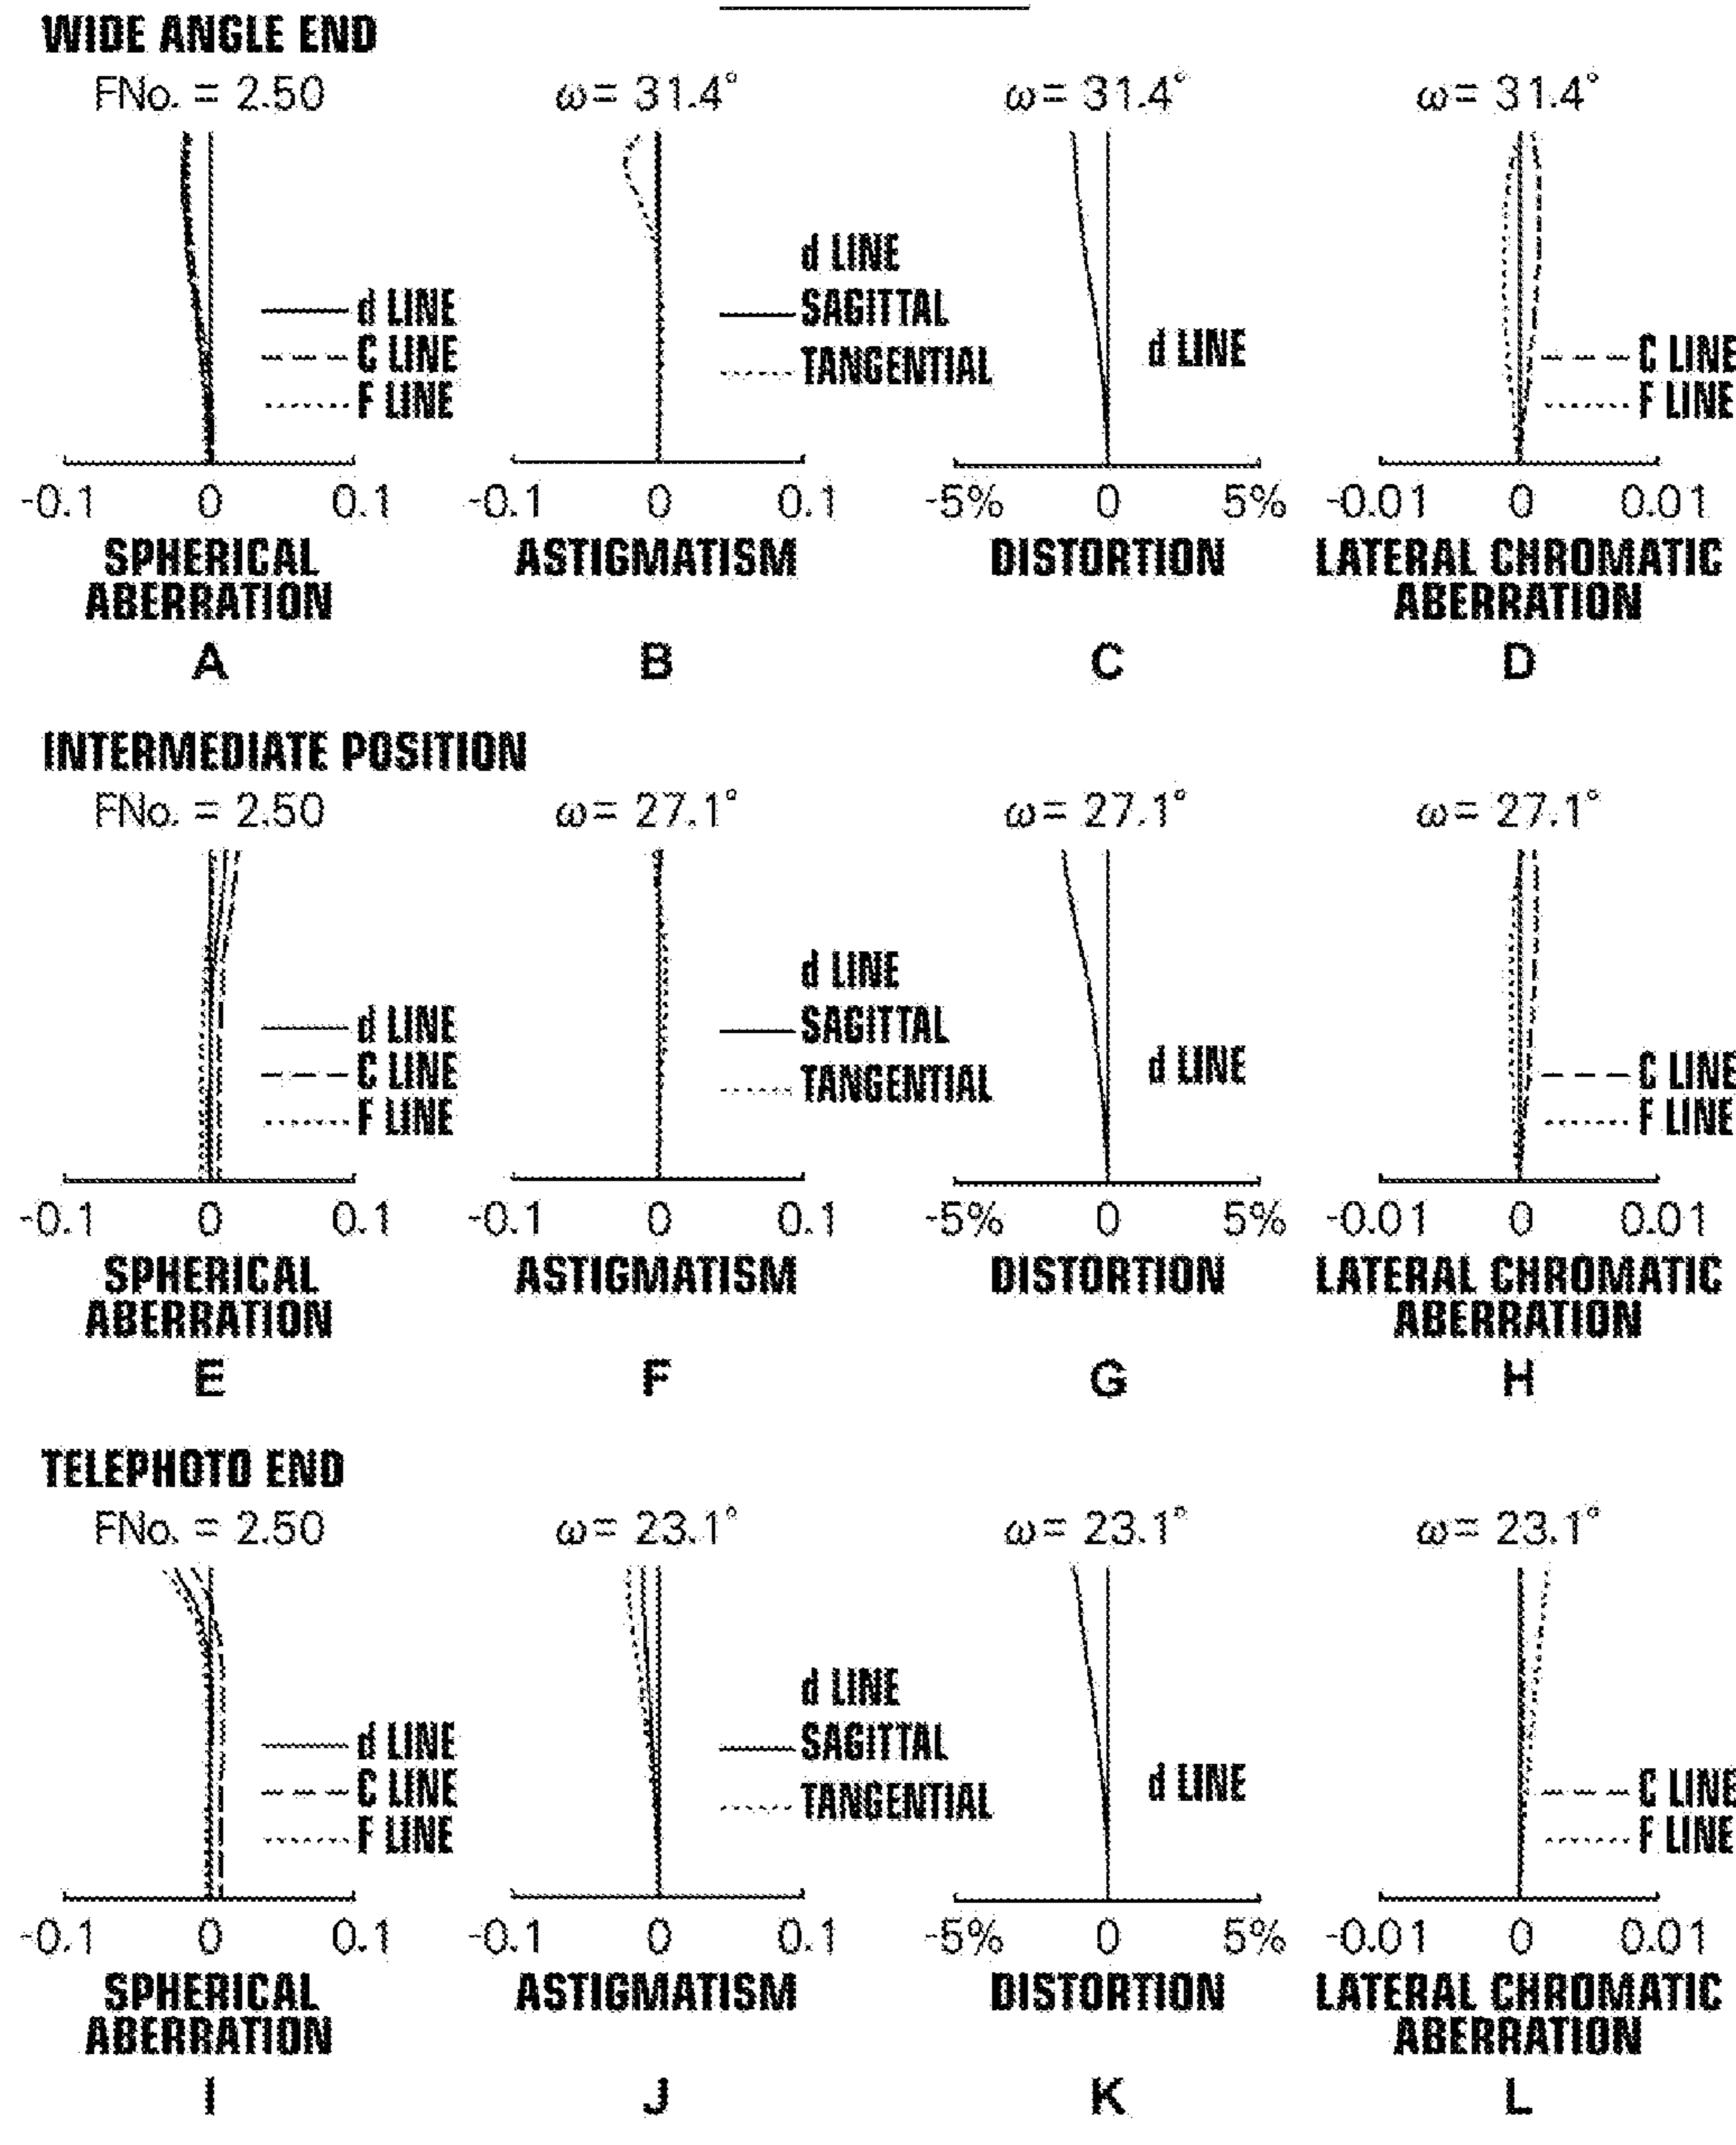 WIDE ANGLE END
FNo. = 2.50
ω= 31.4°
ω= 31.4°
ω= 31.4°
d LINE
C LINE
F LINE
d LINE
SAGITTAL
TANGENTIAL
d LINE
C LINE
F LINE
-0.1 0 0.1
-0.1 0 0.1
-5% 0 5%
-0.01 0 0.01
SPHERICAL
ABERRATION
ASTIGMATISM
DISTORTION
LATERAL CHROMATIC
ABERRATION
A
B
C
D
INTERMEDIATE POSITION
FNo. = 2.50
ω= 27.1°
ω= 27.1°
ω= 27.1°
d LINE
C LINE
F LINE
d LINE
SAGITTAL
TANGENTIAL
d LINE
C LINE
F LINE
-0.1 0 0.1
-0.1 0 0.1
-5% 0 5%
-0.01 0 0.01
SPHERICAL
ABERRATION
ASTIGMATISM
DISTORTION
LATERAL CHROMATIC
ABERRATION
E
F
G
H
TELEPHOTO END
FNo. = 2.50
ω= 23.1°
ω= 23.1°
ω= 23.1°
d LINE
C LINE
F LINE
d LINE
SAGITTAL
TANGENTIAL
d LINE
C LINE
F LINE
-0.1 0 0.1
-0.1 0 0.1
-5% 0 5%
-0.01 0 0.01
SPHERICAL
ABERRATION
ASTIGMATISM
DISTORTION
LATERAL CHROMATIC
ABERRATION
I
J
K
L